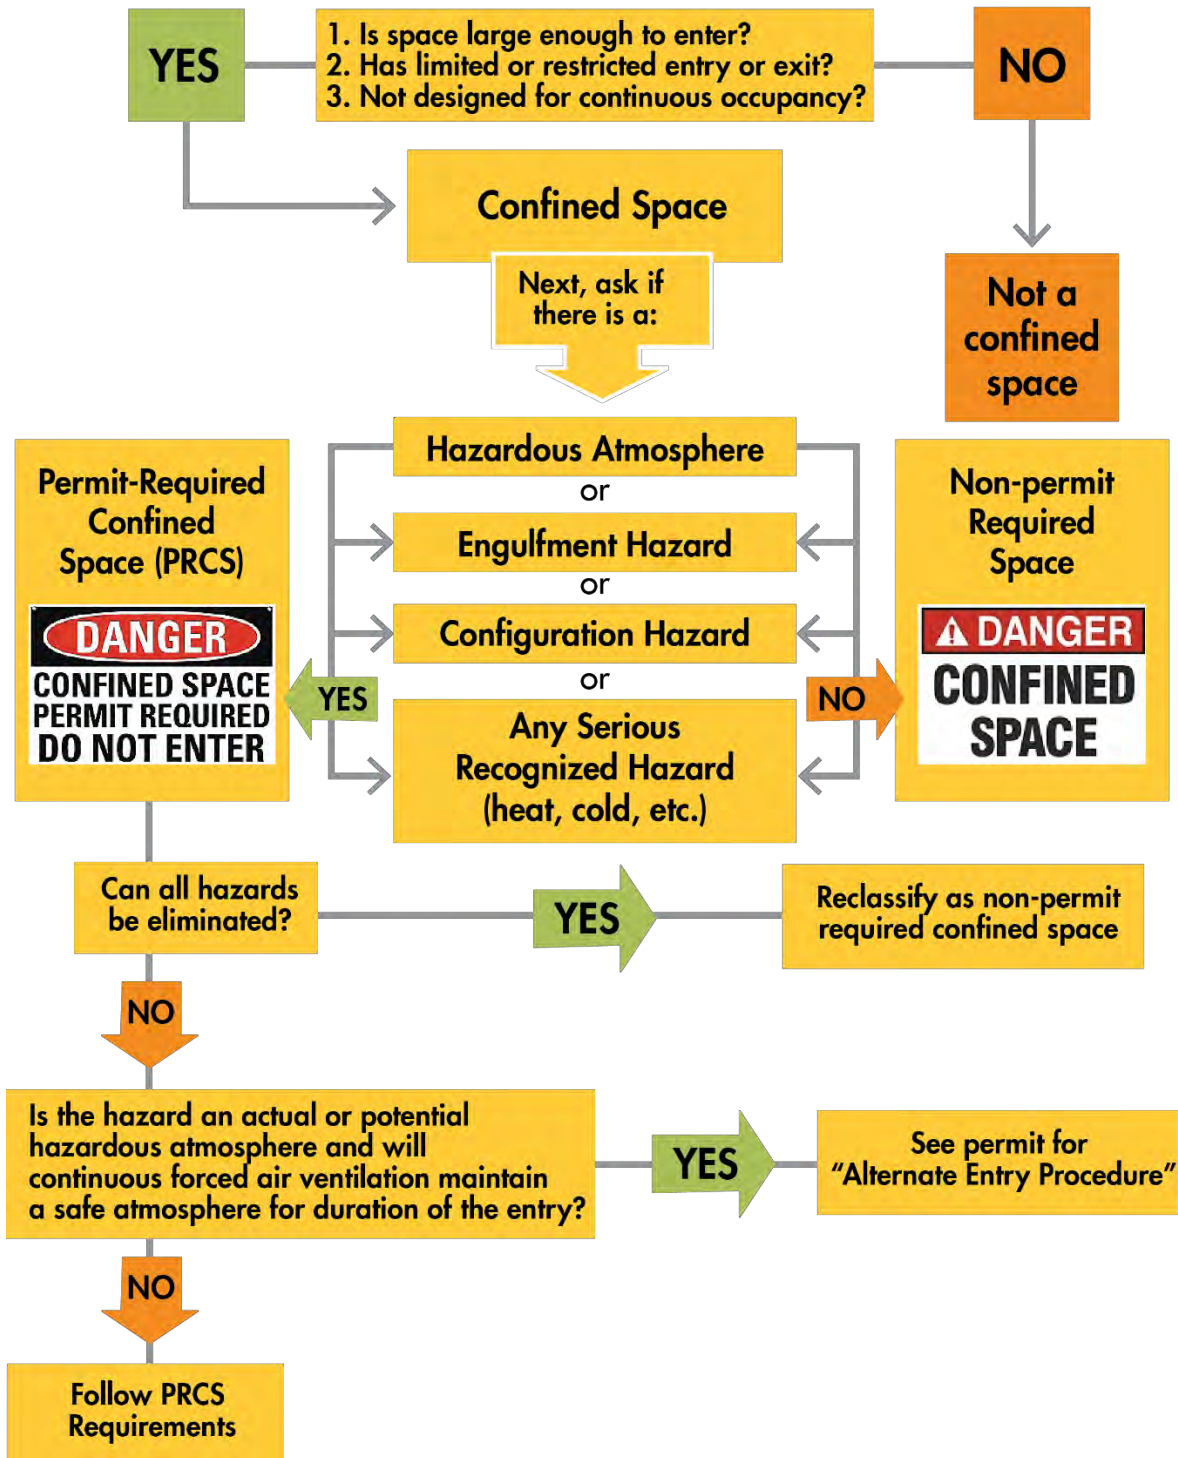 YES
1. Is space large enough to enter?
2. Has limited or restricted entry or exit?
3. Not designed for continuous occupancy?
NO
Confined Space
Next, ask if
there is a:
Not a
confined
space
Hazardous Atmosphere
or
Engulfment Hazard
or
Configuration Hazard
or
Any Serious
Recognized Hazard
(heat, cold, etc.)
Permit-Required
Confined
Space (PRCS)
DANGER
CONFINED SPACE
PERMIT REQUIRED
DO NOT ENTER
YES
NO
Non-permit
Required
Space
DANGER
CONFINED
SPACE
Can all hazards
be eliminated?
YES
Reclassify as non-permit
required confined space
NO
Is the hazard an actual or potential
hazardous atmosphere and will
continuous forced air ventilation maintain
a safe atmosphere for duration of the entry?
YES
See permit for
“Alternate Entry Procedure”
NO
Follow PRCS
Requirements